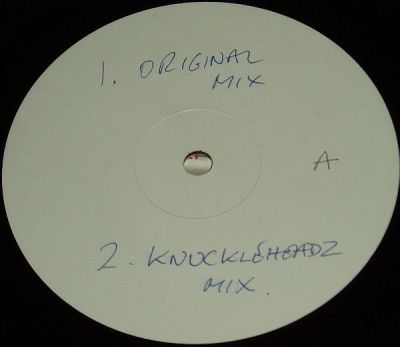 1. ORIGINAL
MIX
A
2. KNUCKLEHEADZ
MIX.